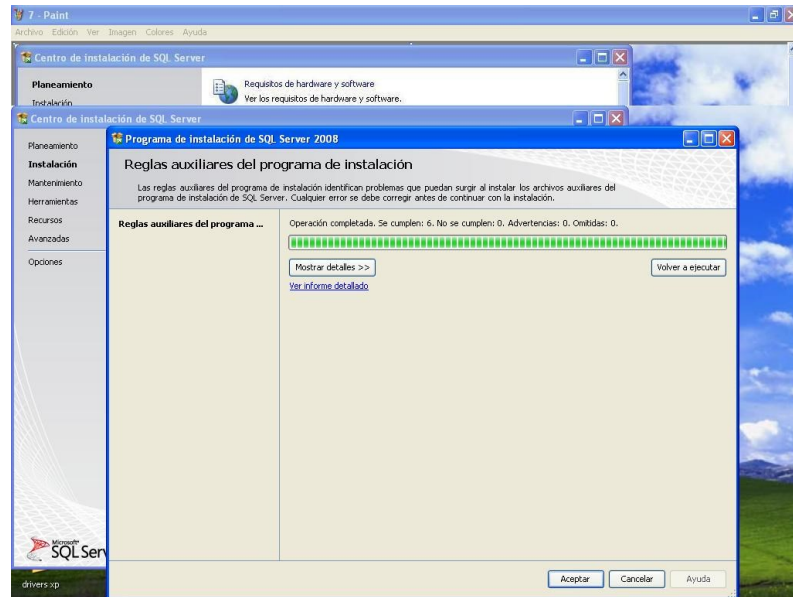 7 - Paint
Archivo Edición Ver Imagen Colores Ayuda
Centro de instalación de SQL Server
Planeamiento
Instalación
Requisitos de hardware y software
Ver los requisitos de hardware y software.
Centro de instalación de SQL Server
Planeamiento
Instalación
Mantenimiento
Herramientas
Recursos
Avanzadas
Opciones
Microsoft
SQL Serv
Programa de instalación de SQL Server 2008
Reglas auxiliares del programa de instalación
Las reglas auxiliares del programa de instalación identifican problemas que puedan surgir al instalar los archivos auxiliares del
programa de instalación de SQL Server. Cualquier error se debe corregir antes de continuar con la instalación.
Reglas auxiliares del programa ...
Operación completada. Se cumplen: 6. No se cumplen: 0. Advertencias: 0. Omitidas: 0.
Mostrar detalles >>
Volver a ejecutar
Ver informe detallado
Aceptar
Cancelar
Ayuda
drivers xp